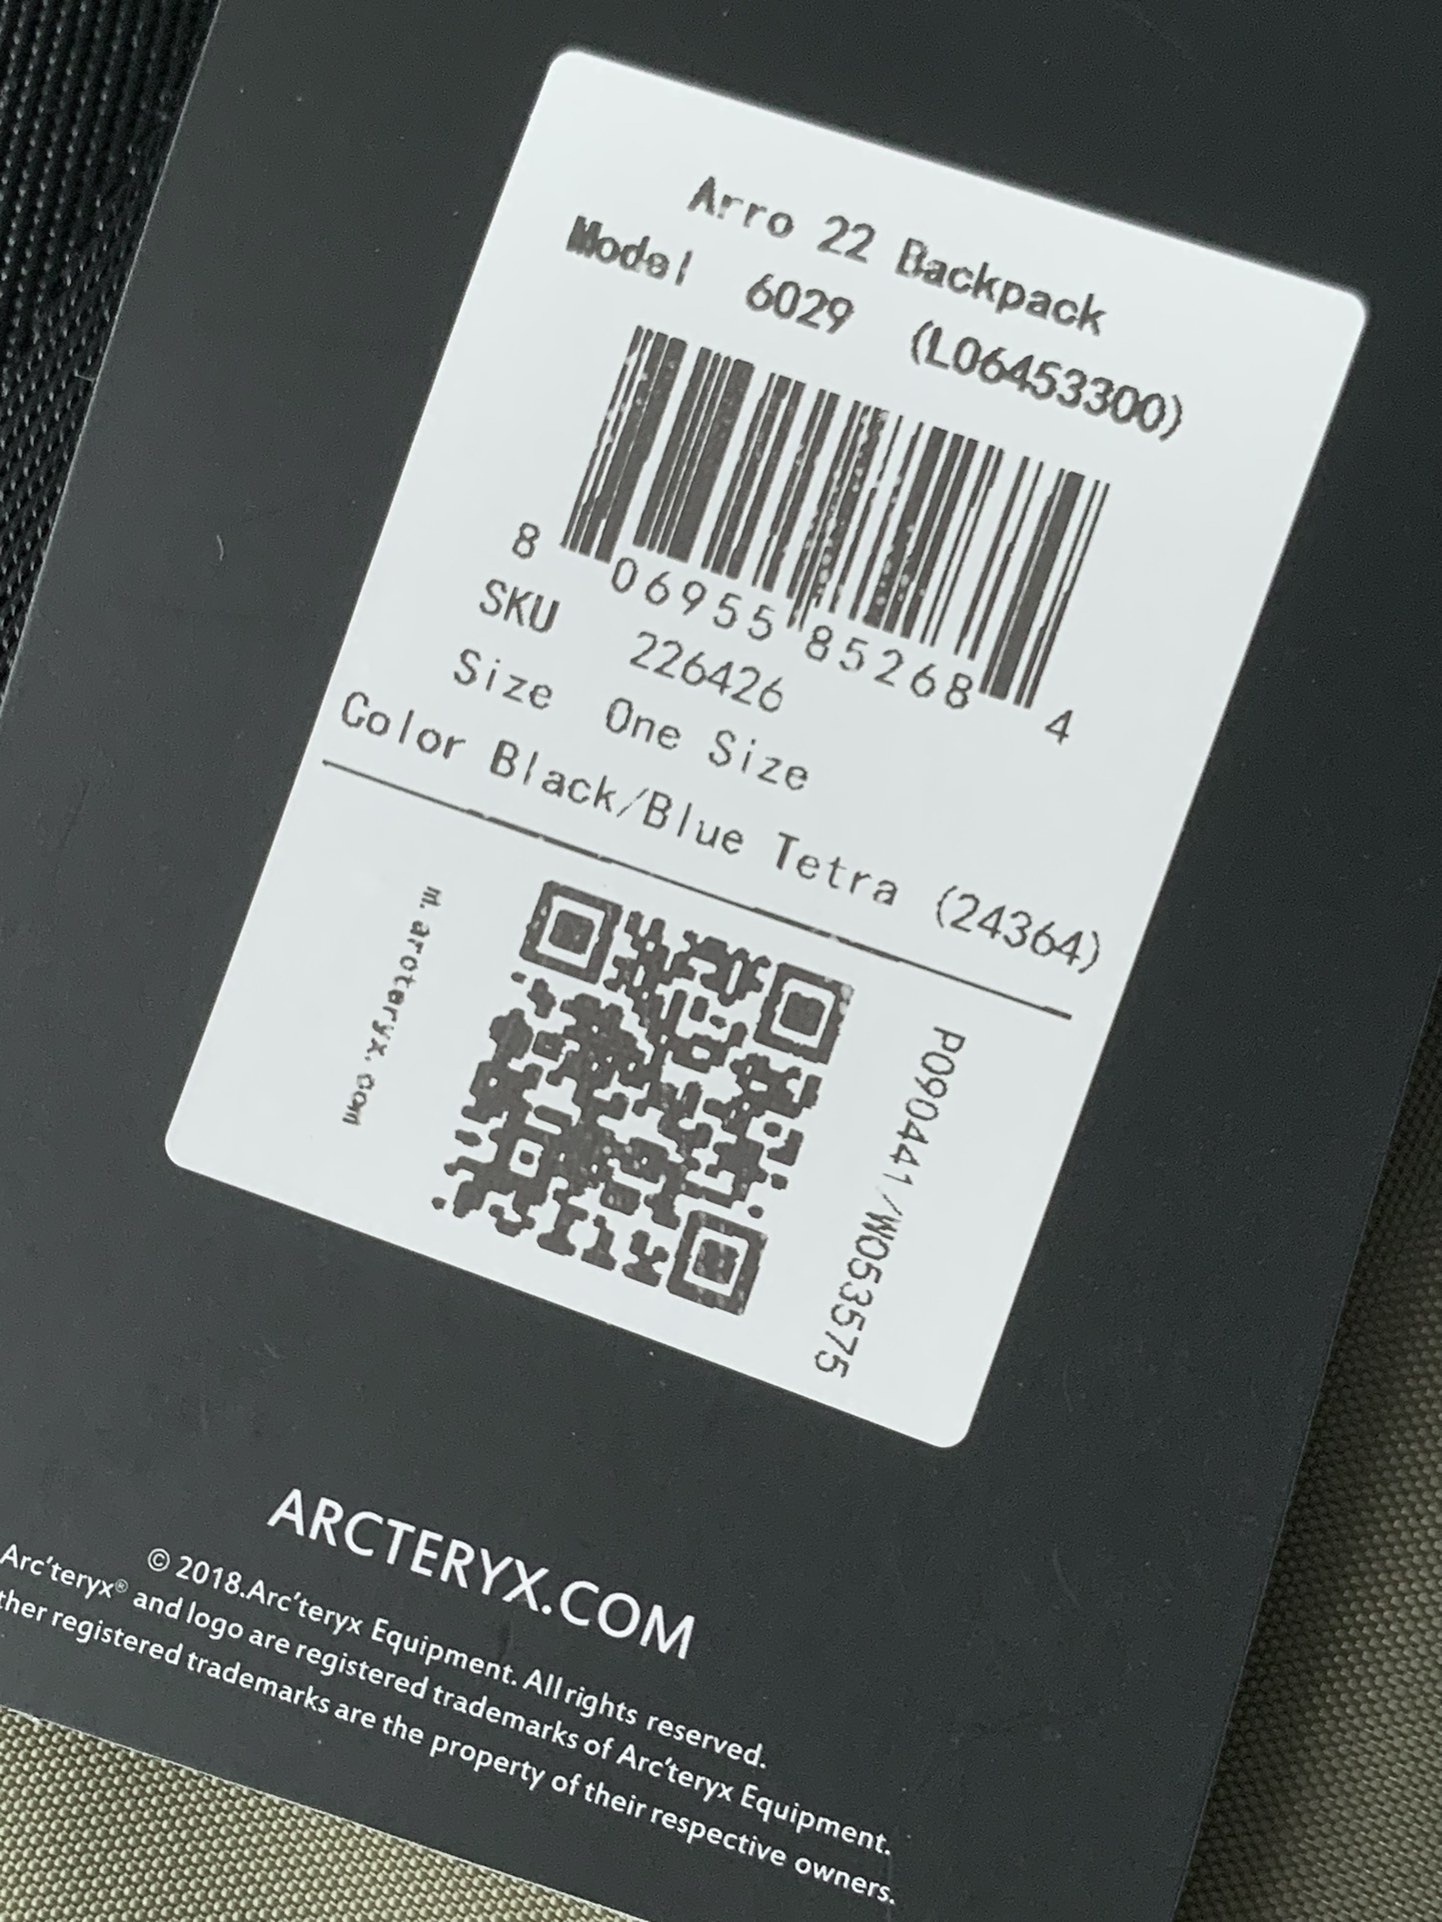 Arro 22 Backpack
Model 6029 (L06453300)
8 06955 85268 4
SKU 226426
Size One Size
Color Black/Blue Tetra (24364)
m.arcteryx.com
P090441/W053575
ARCTERYX.COM
© 2018.Arc'teryx Equipment. All rights reserved.
Arc'teryx® and logo are registered trademarks of Arc'teryx Equipment.
registered trademarks are the property of their respective owners.